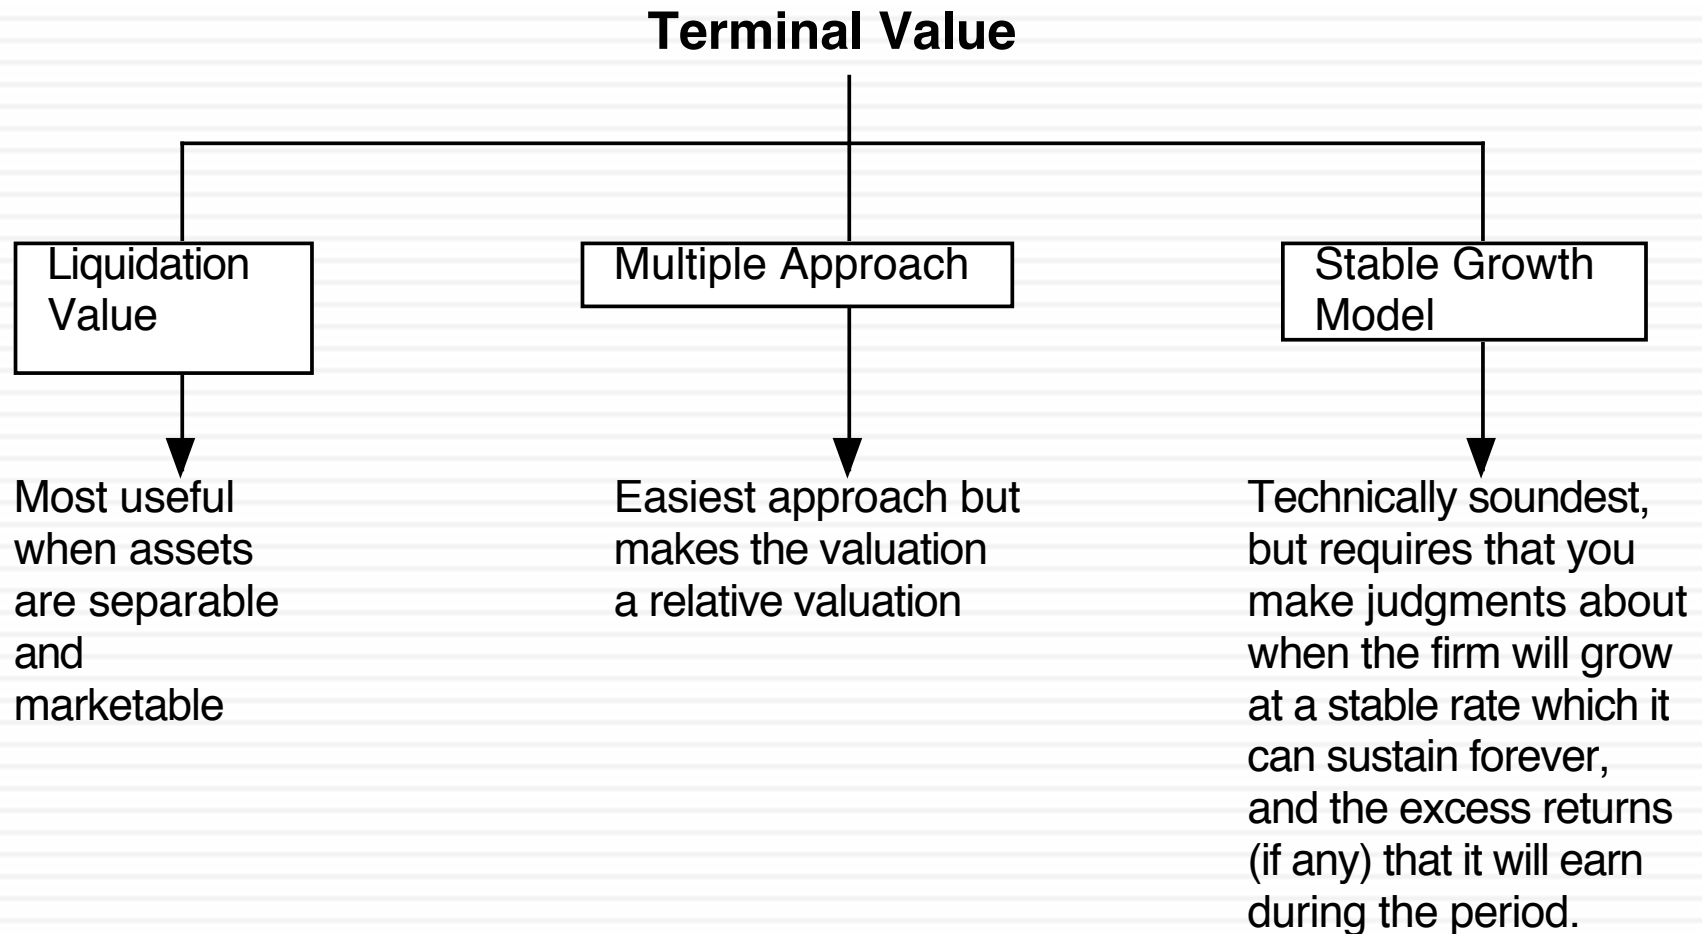 Terminal Value
Liquidation
Value
Most useful
when assets
are separable
and
marketable
Multiple Approach
Easiest approach but
makes the valuation
a relative valuation
Stable Growth
Model
Technically soundest,
but requires that you
make judgments about
when the firm will grow
at a stable rate which it
can sustain forever,
and the excess returns
(if any) that it will earn
during the period.